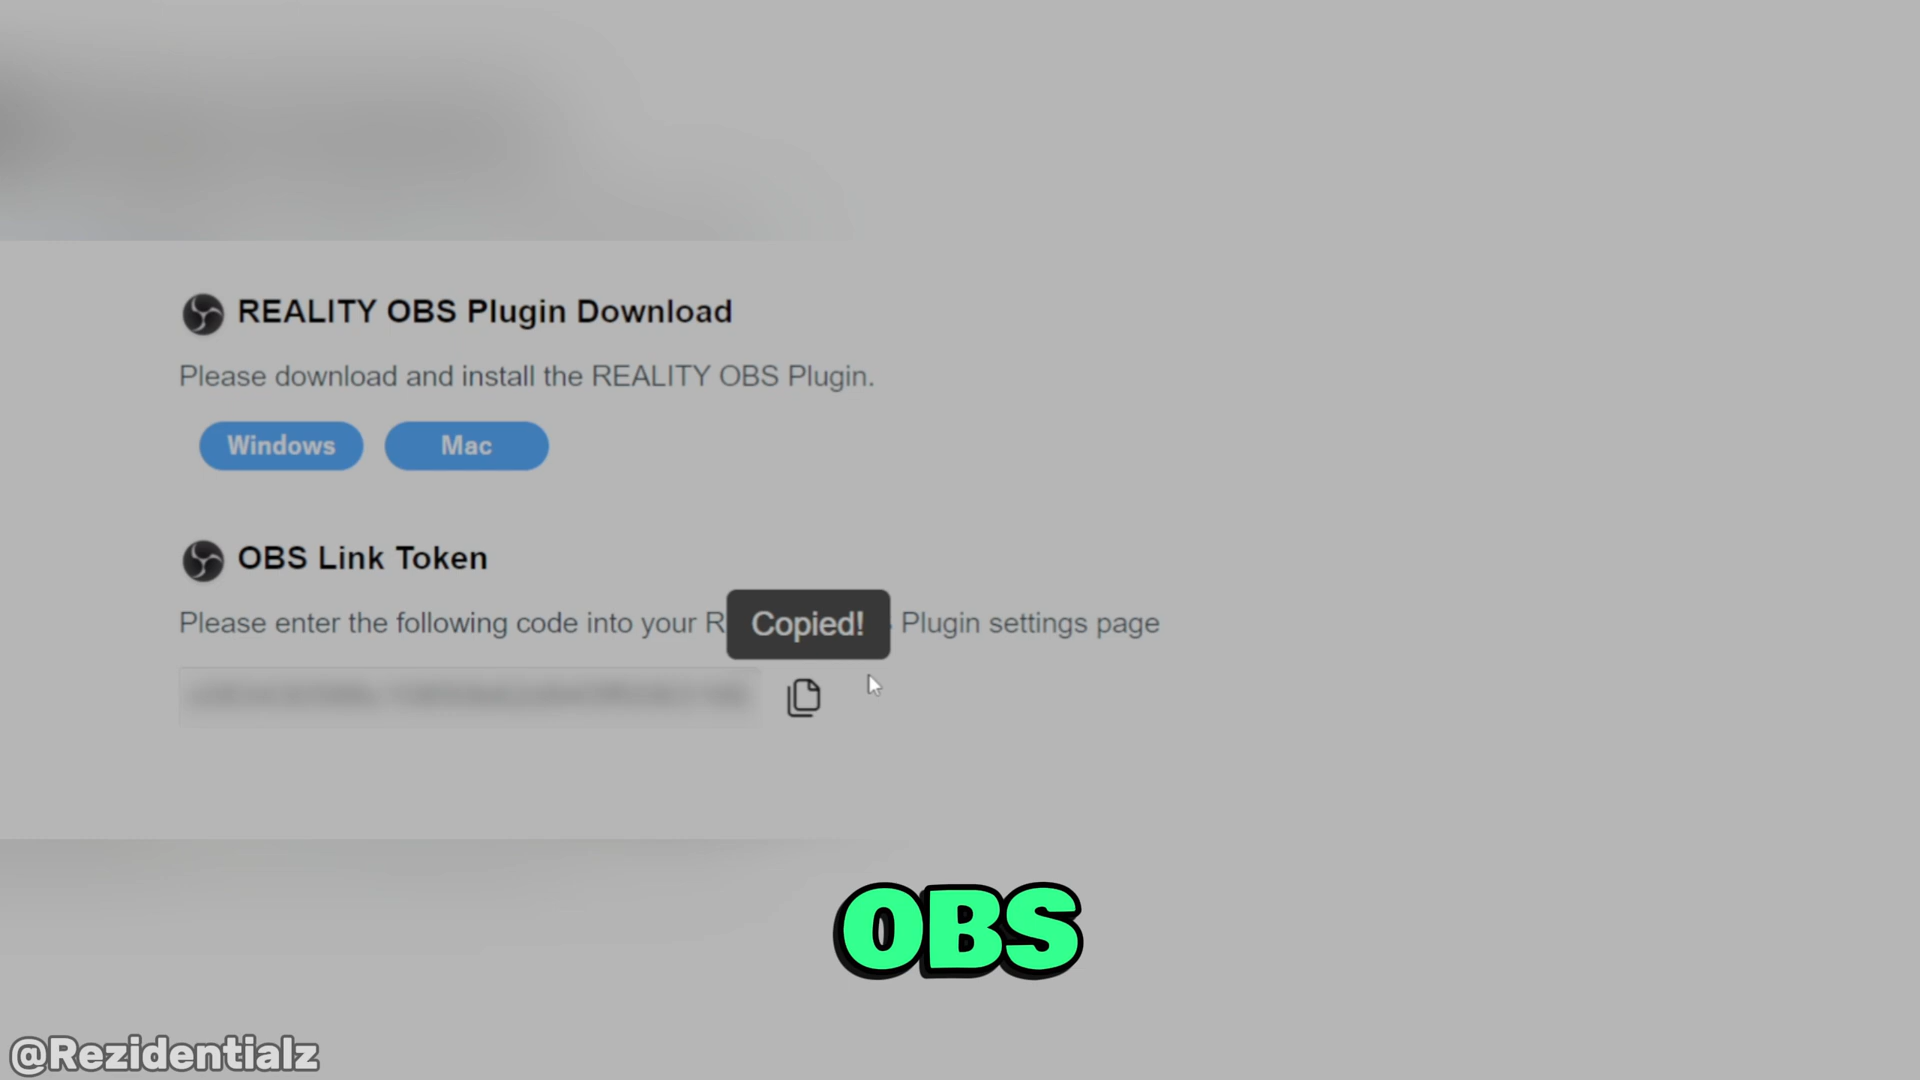 REALITY OBS Plugin Download
Please download and install the REALITY OBS Plugin.
Windows
Mac
OBS Link Token
Please enter the following code into your R
Copied!
Plugin settings page
OBS
@Rezidentialz